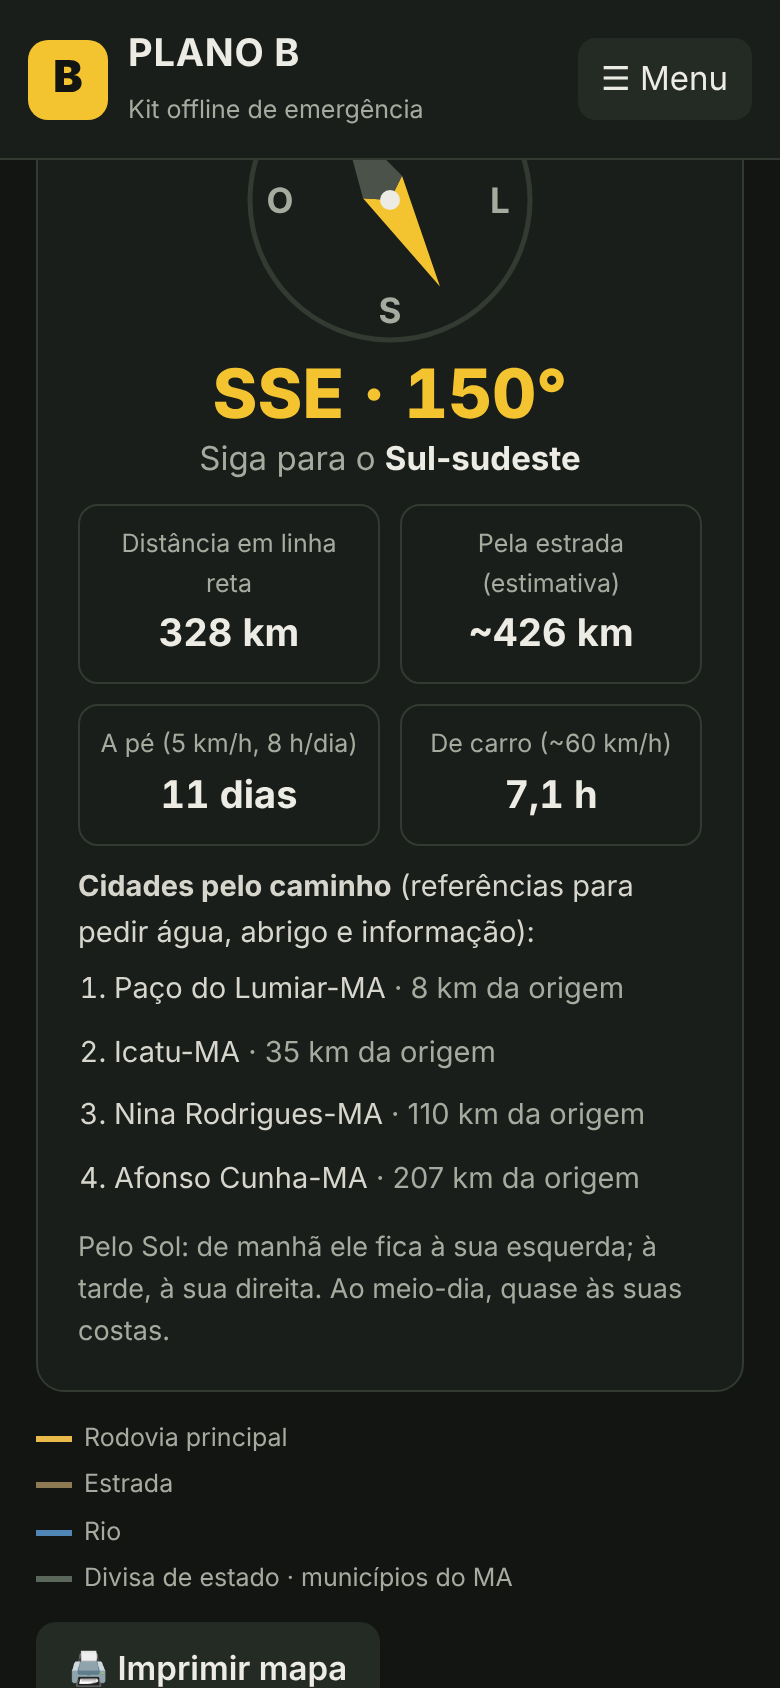 B
PLANO B
Kit offline de emergência
☰ Menu
O
L
S
SSE · 150°
Siga para o Sul-sudeste
Distância em linha
reta
328 km
Pela estrada
(estimativa)
~426 km
A pé (5 km/h, 8 h/dia)
11 dias
De carro (~60 km/h)
7,1 h
Cidades pelo caminho (referências para
pedir água, abrigo e informação):
1. Paço do Lumiar-MA · 8 km da origem
2. Icatu-MA · 35 km da origem
3. Nina Rodrigues-MA · 110 km da origem
4. Afonso Cunha-MA · 207 km da origem
Pelo Sol: de manhã ele fica à sua esquerda; à
tarde, à sua direita. Ao meio-dia, quase às suas
costas.
Rodovia principal
Estrada
Rio
Divisa de estado · municípios do MA
🖨️ Imprimir mapa